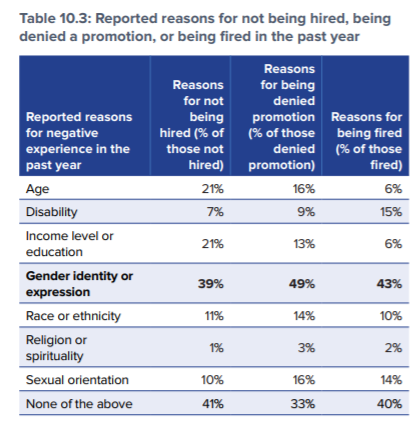 Table 10.3: Reported reasons for not being hired, being
denied a promotion, or being fired in the past year
Reported reasons
for negative
experience in the
past year
Reasons
for not
being
hired (% of
those not
hired)
Reasons
for being
denied
promotion
(% of those
denied
promotion)
Reasons for
being fired
(% of those
fired)
Age 21% 16% 6%
Disability 7% 9% 15%
Income level or
education 21% 13% 6%
Gender identity or
expression 39% 49% 43%
Race or ethnicity 11% 14% 10%
Religion or
spirituality 1% 3% 2%
Sexual orientation 10% 16% 14%
None of the above 41% 33% 40%